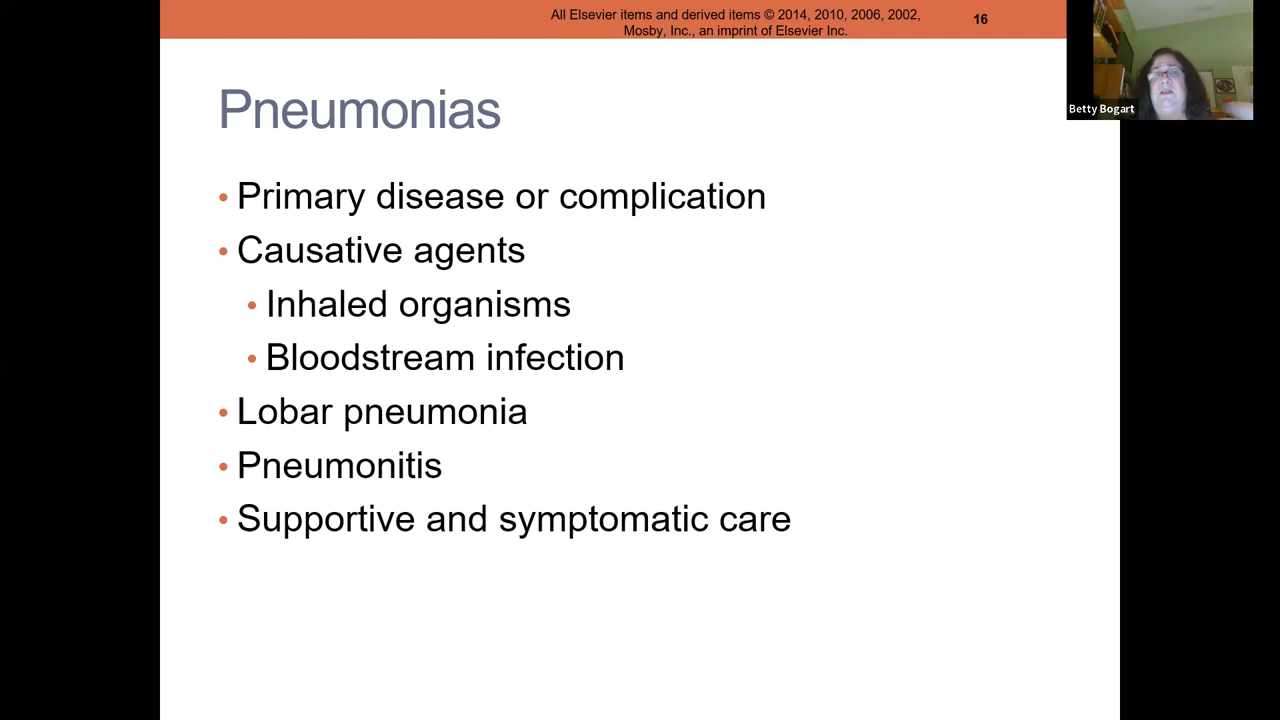 All Elsevier items and derived items © 2014, 2010, 2006, 2002,
Mosby, Inc., an imprint of Elsevier Inc.
16
Betty Bogart
Pneumonias
• Primary disease or complication
• Causative agents
• Inhaled organisms
• Bloodstream infection
• Lobar pneumonia
• Pneumonitis
• Supportive and symptomatic care